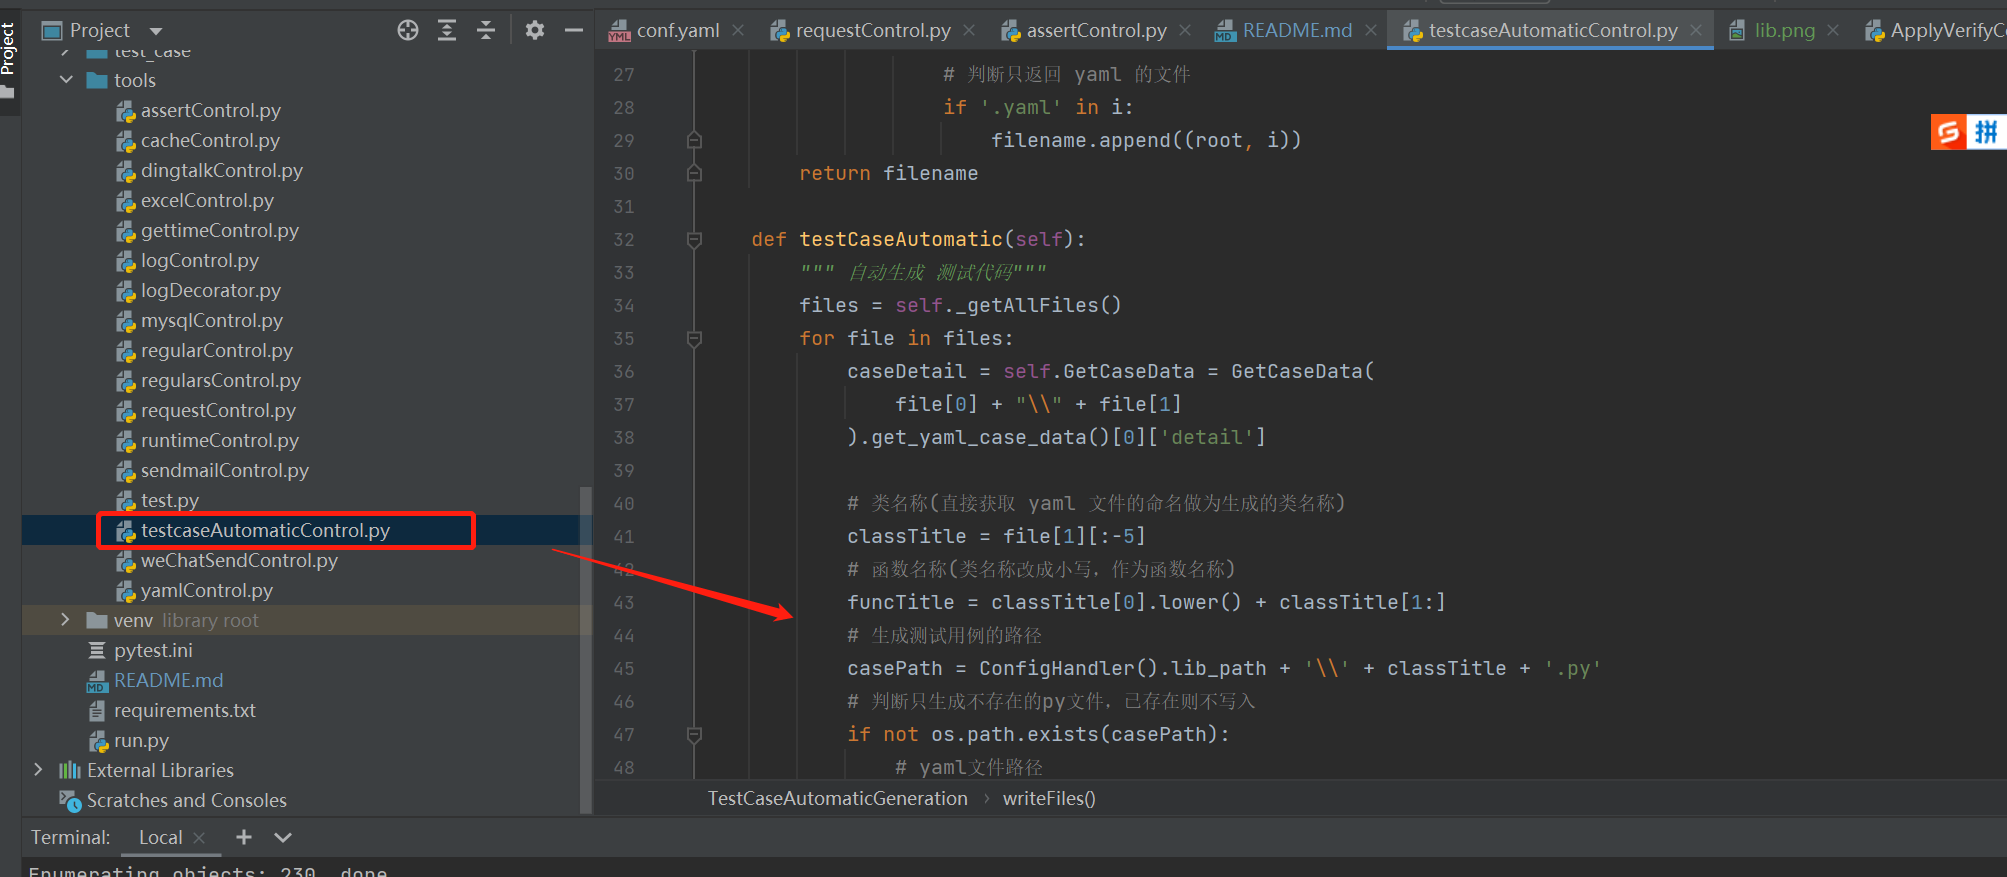 Project
Project
conf.yaml
requestControl.py
assertControl.py
README.md
testcaseAutomaticControl.py
lib.png
test_case
tools
assertControl.py
cacheControl.py
dingtalkControl.py
excelControl.py
gettimeControl.py
logControl.py
logDecorator.py
mysqlControl.py
regularControl.py
regularsControl.py
requestControl.py
runtimeControl.py
sendmailControl.py
test.py
testcaseAutomaticControl.py
weChatSendControl.py
yamlControl.py
venv library root
pytest.ini
README.md
requirements.txt
run.py
External Libraries
Scratches and Consoles
27 # 判断只返回 yaml 的文件
28 if '.yaml' in i:
29 filename.append((root, i))
30 return filename
31
32 def testCaseAutomatic(self):
33 """ 自动生成 测试代码"""
34 files = self._getAllFiles()
35 for file in files:
36 caseDetail = self.GetCaseData = GetCaseData(
37 file[0] + "\\" + file[1]
38 ).get_yaml_case_data()[0]['detail']
39
40 # 类名称(直接获取 yaml 文件的命名做为生成的类名称)
41 classTitle = file[1][:-5]
42 # 函数名称(类名称改成小写，作为函数名称)
43 funcTitle = classTitle[0].lower() + classTitle[1:]
44 # 生成测试用例的路径
45 casePath = ConfigHandler().lib_path + '\\' + classTitle + '.py'
46 # 判断只生成不存在的py文件，已存在则不写入
47 if not os.path.exists(casePath):
48 # yaml文件路径
TestCaseAutomaticGeneration › writeFiles()
拼
Terminal: Local
Enumerating objects: 230, done.